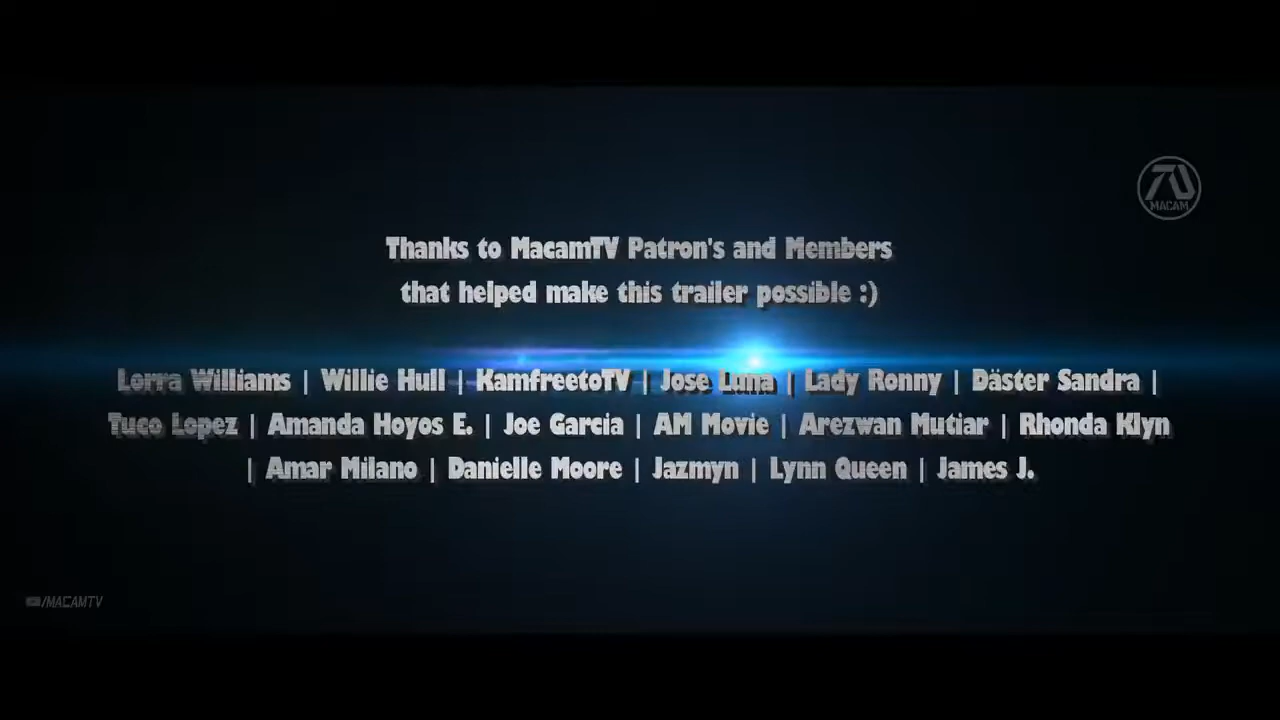 MACAM
Thanks to MacamTV Patron's and Members
that helped make this trailer possible :)
Lorra Williams | Willie Hull | KamfreetoTV | Jose Luna | Lady Ronny | Däster Sandra |
Tuco Lopez | Amanda Hoyos E. | Joe Garcia | AM Movie | Arezwan Mutiar | Rhonda Klyn
| Amar Milano | Danielle Moore | Jazmyn | Lynn Queen | James J.
/MACAMTV